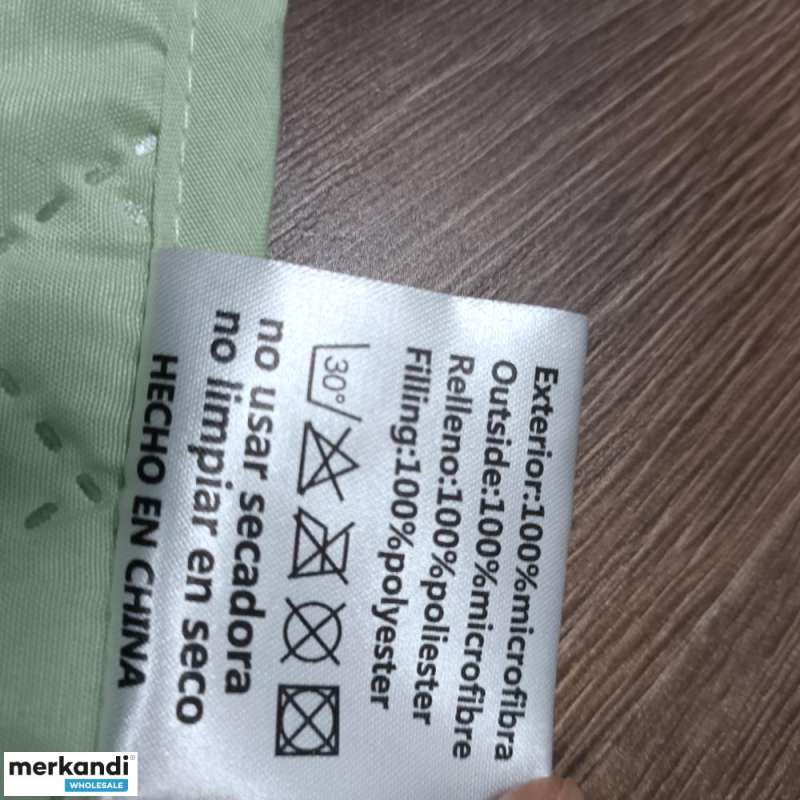 Exterior:100%microfibra
Outside:100%microfibre
Relleno:100%poliester
Filling:100%polyester
30°
no usar secadora
no limpiar en seco
HECHO EN CHINA
merkandi®
WHOLESALE